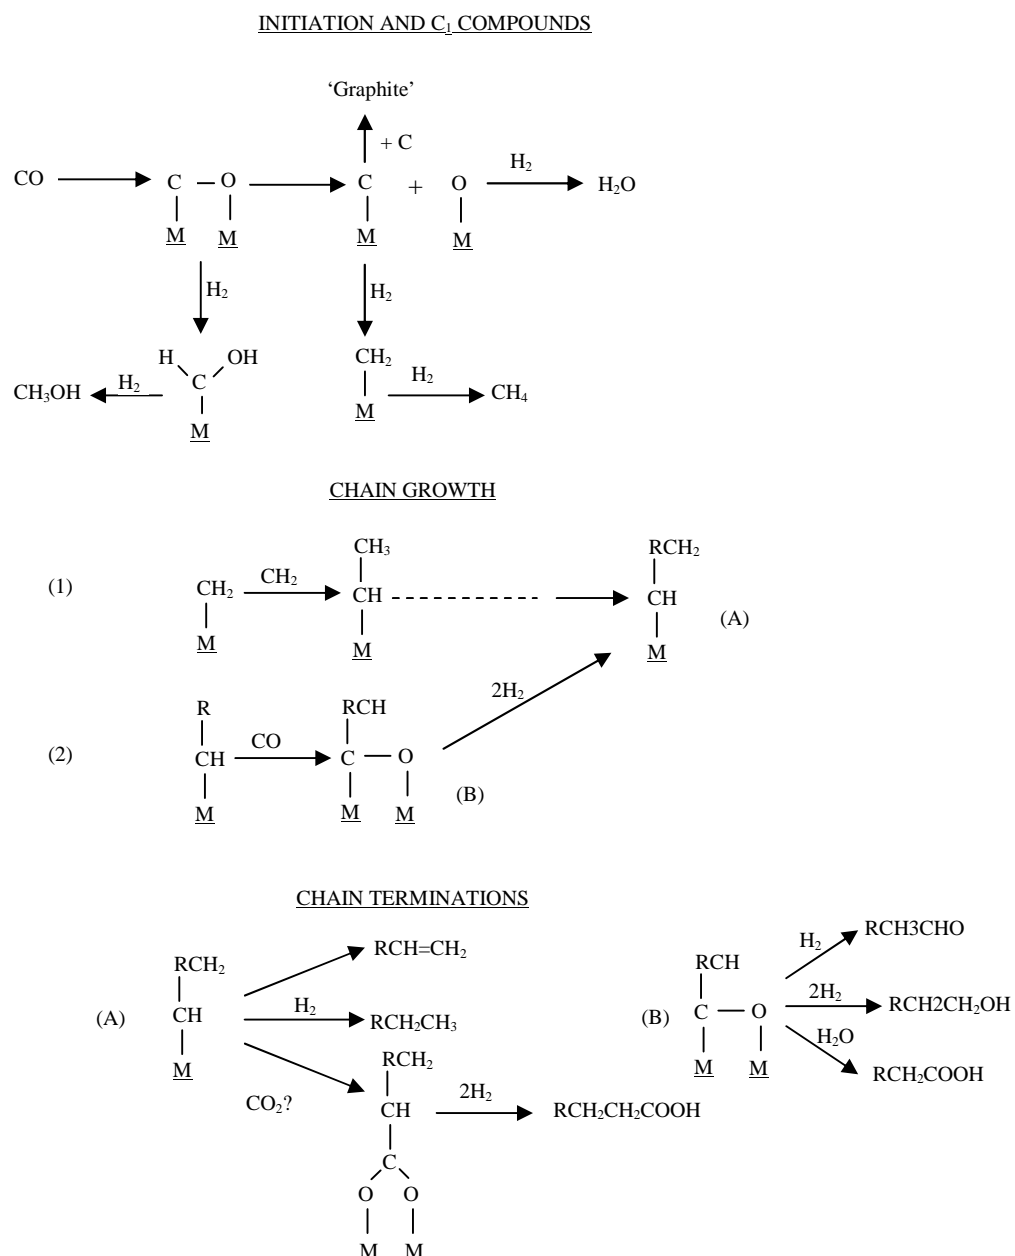 INITIATION AND C₁ COMPOUNDS
‘Graphite’
+ C
CO C O C + O H₂ H₂O
M M M M
H₂ H₂
H OH CH₂
CH₃OH H₂ C H₂ CH₄
M M
CHAIN GROWTH
CH₃ RCH₂
(1) CH₂ CH₂ CH CH (A)
M M M
2H₂
R RCH
(2) CH CO C O (B)
M M M
CHAIN TERMINATIONS
RCH₂ RCH=CH₂
(A) CH H₂ RCH₂CH₃
M RCH₂
CO₂? CH 2H₂ RCH₂CH₂COOH
C
O O
M M
RCH H₂ RCH3CHO
(B) C O 2H₂ RCH2CH₂OH
M M H₂O RCH₂COOH